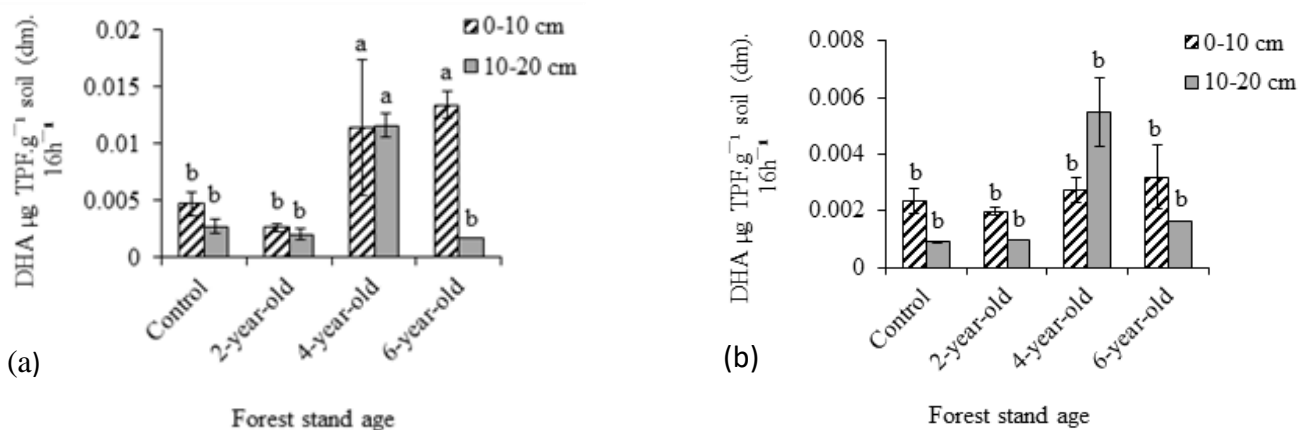 DHA µg TPF.g⁻¹ soil (dm).
16h⁻¹
0.02
0.015
0.01
0.005
0
b
b
b
b
a
a
a
b
0-10 cm
10-20 cm
Control
2-year-old
4-year-old
6-year-old
(a)
Forest stand age
DHA µg TPF.g⁻¹ soil (dm).
16h⁻¹
0.008
0.006
0.004
0.002
0
b
b
b
b
b
b
b
b
0-10 cm
10-20 cm
Control
2-year-old
4-year-old
6-year-old
(b)
Forest stand age